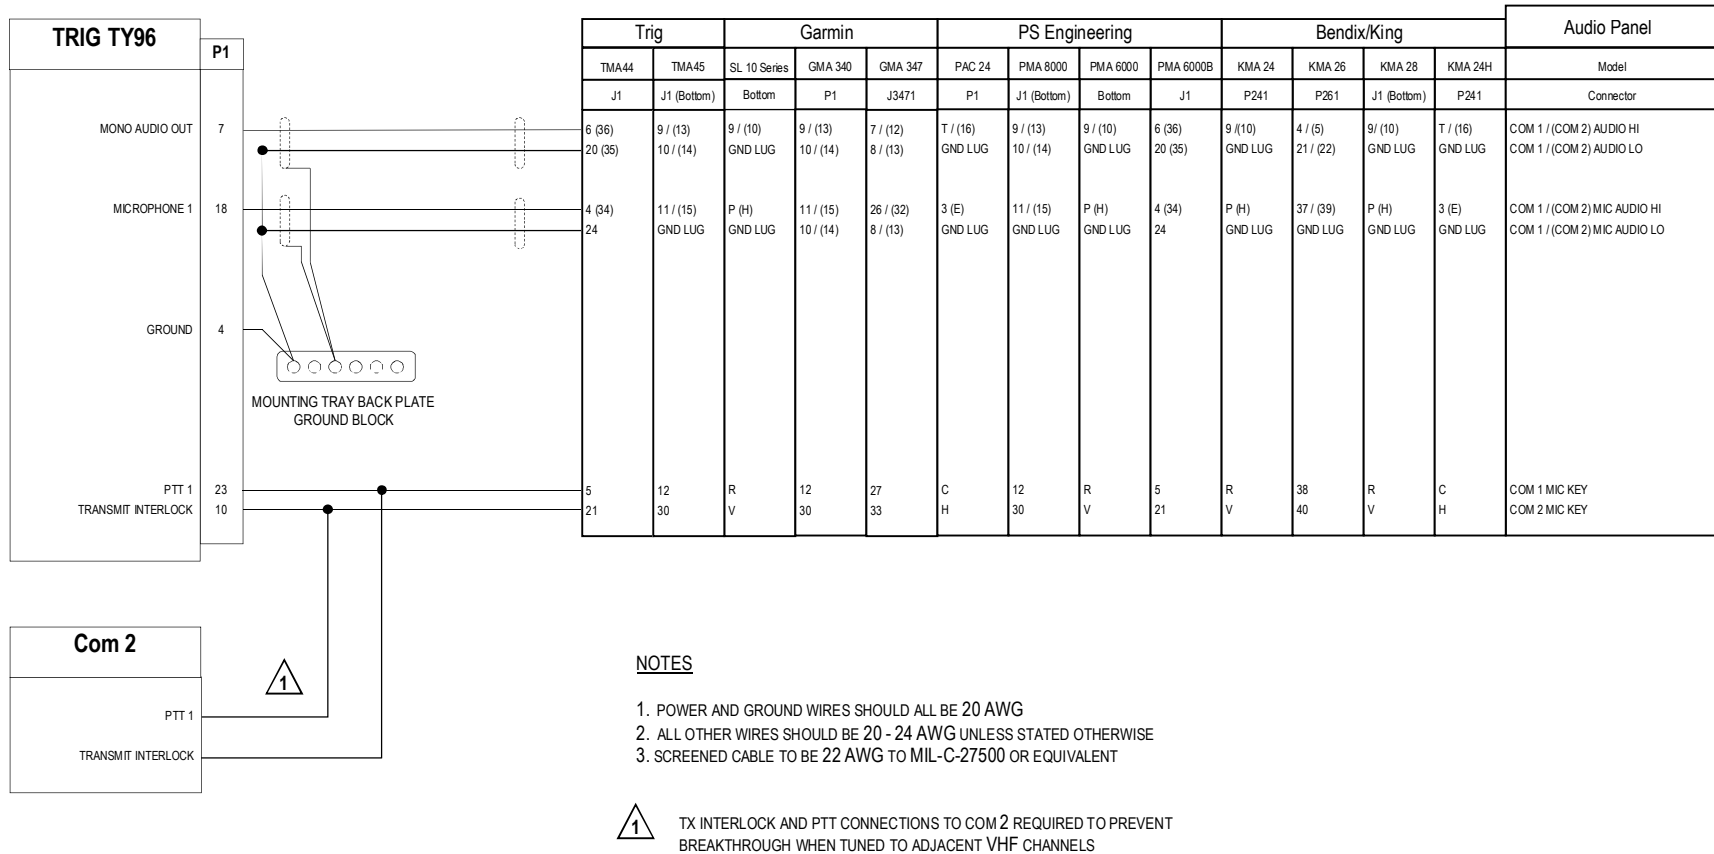 TRIG TY96
P1
MONO AUDIO OUT 7
MICROPHONE 1 18
GROUND 4
MOUNTING TRAY BACK PLATE
GROUND BLOCK
PTT 1 23
TRANSMIT INTERLOCK 10
Trig Garmin PS Engineering Bendix/King Audio Panel
TMA44 TMA45 SL 10 Series GMA 340 GMA 347 PAC 24 PMA 8000 PMA 6000 PMA 6000B KMA 24 KMA 26 KMA 28 KMA 24H Model
J1 J1 (Bottom) Bottom P1 J3471 P1 J1 (Bottom) Bottom J1 P241 P261 J1 (Bottom) P241 Connector
6 (36) 9 / (13) 9 / (10) 9 / (13) 7 / (12) T / (16) 9 / (13) 9 / (10) 6 (36) 9 /(10) 4 / (5) 9/ (10) T / (16) COM 1 / (COM 2) AUDIO HI
20 (35) 10 / (14) GND LUG 10 / (14) 8 / (13) GND LUG 10 / (14) GND LUG 20 (35) GND LUG 21 / (22) GND LUG GND LUG COM 1 / (COM 2) AUDIO LO
4 (34) 11 / (15) P (H) 11 / (15) 26 / (32) 3 (E) 11 / (15) P (H) 4 (34) P (H) 37 / (39) P (H) 3 (E) COM 1 / (COM 2) MIC AUDIO HI
24 GND LUG GND LUG 10 / (14) 8 / (13) GND LUG GND LUG GND LUG 24 GND LUG GND LUG GND LUG GND LUG COM 1 / (COM 2) MIC AUDIO LO
5 12 R 12 27 C 12 R 5 R 38 R C COM 1 MIC KEY
21 30 V 30 33 H 30 V 21 V 40 V H COM 2 MIC KEY
Com 2
PTT 1
TRANSMIT INTERLOCK
1
NOTES
1. POWER AND GROUND WIRES SHOULD ALL BE 20 AWG
2. ALL OTHER WIRES SHOULD BE 20 - 24 AWG UNLESS STATED OTHERWISE
3. SCREENED CABLE TO BE 22 AWG TO MIL-C-27500 OR EQUIVALENT
1 TX INTERLOCK AND PTT CONNECTIONS TO COM 2 REQUIRED TO PREVENT
BREAKTHROUGH WHEN TUNED TO ADJACENT VHF CHANNELS